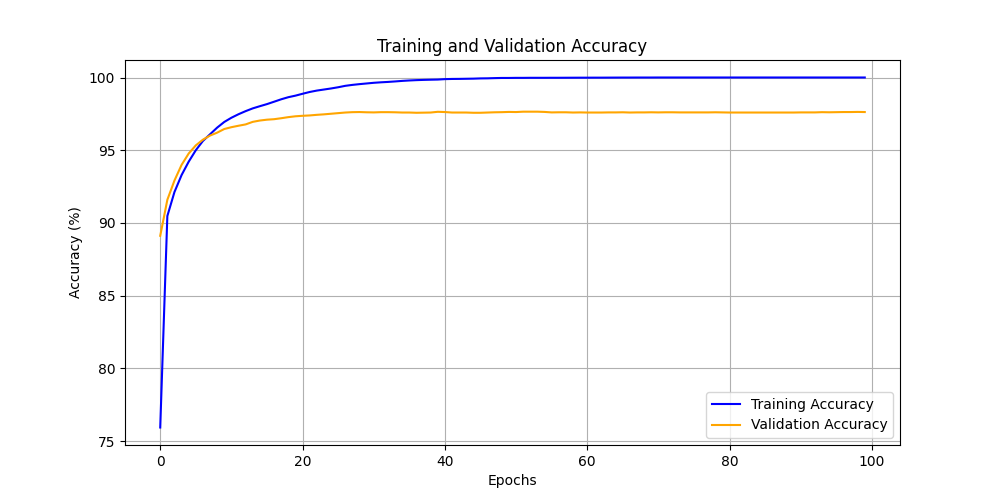 Training and Validation Accuracy
100
95
90
85
80
75
Accuracy (%)
0 20 40 60 80 100
Epochs
Training Accuracy
Validation Accuracy